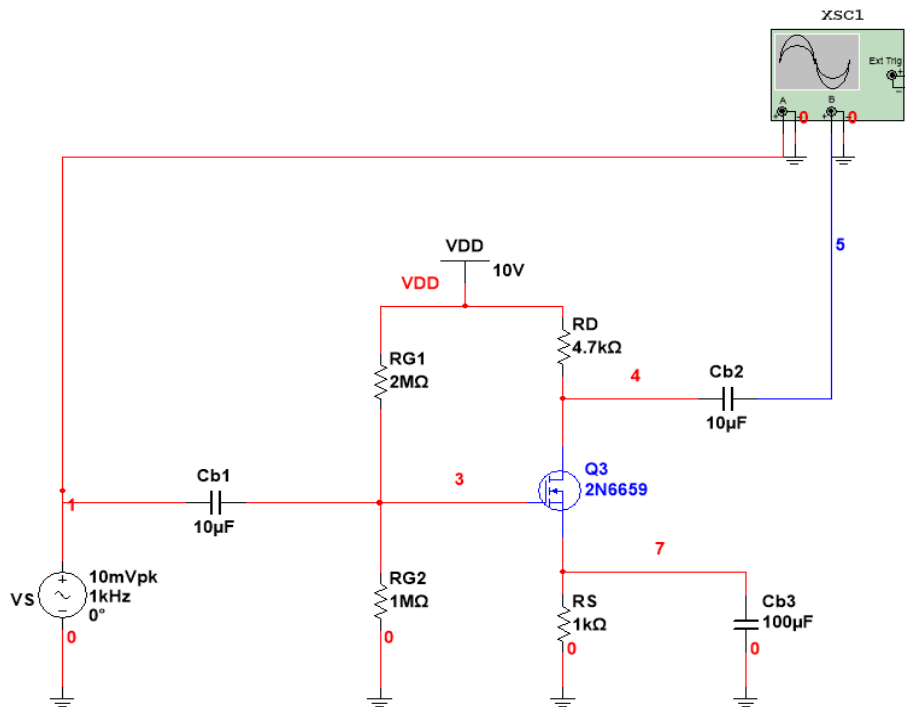 XSC1
Ext Trig
+
−
A
B
+
−
0
+
−
0
5
VDD
10V
VDD
RD
4.7kΩ
RG1
2MΩ
4
Cb2
10µF
Cb1
10µF
3
Q3
2N6659
1
7
10mVpk
1kHz
0°
VS
+
−
0
RG2
1MΩ
0
RS
1kΩ
0
Cb3
100µF
0